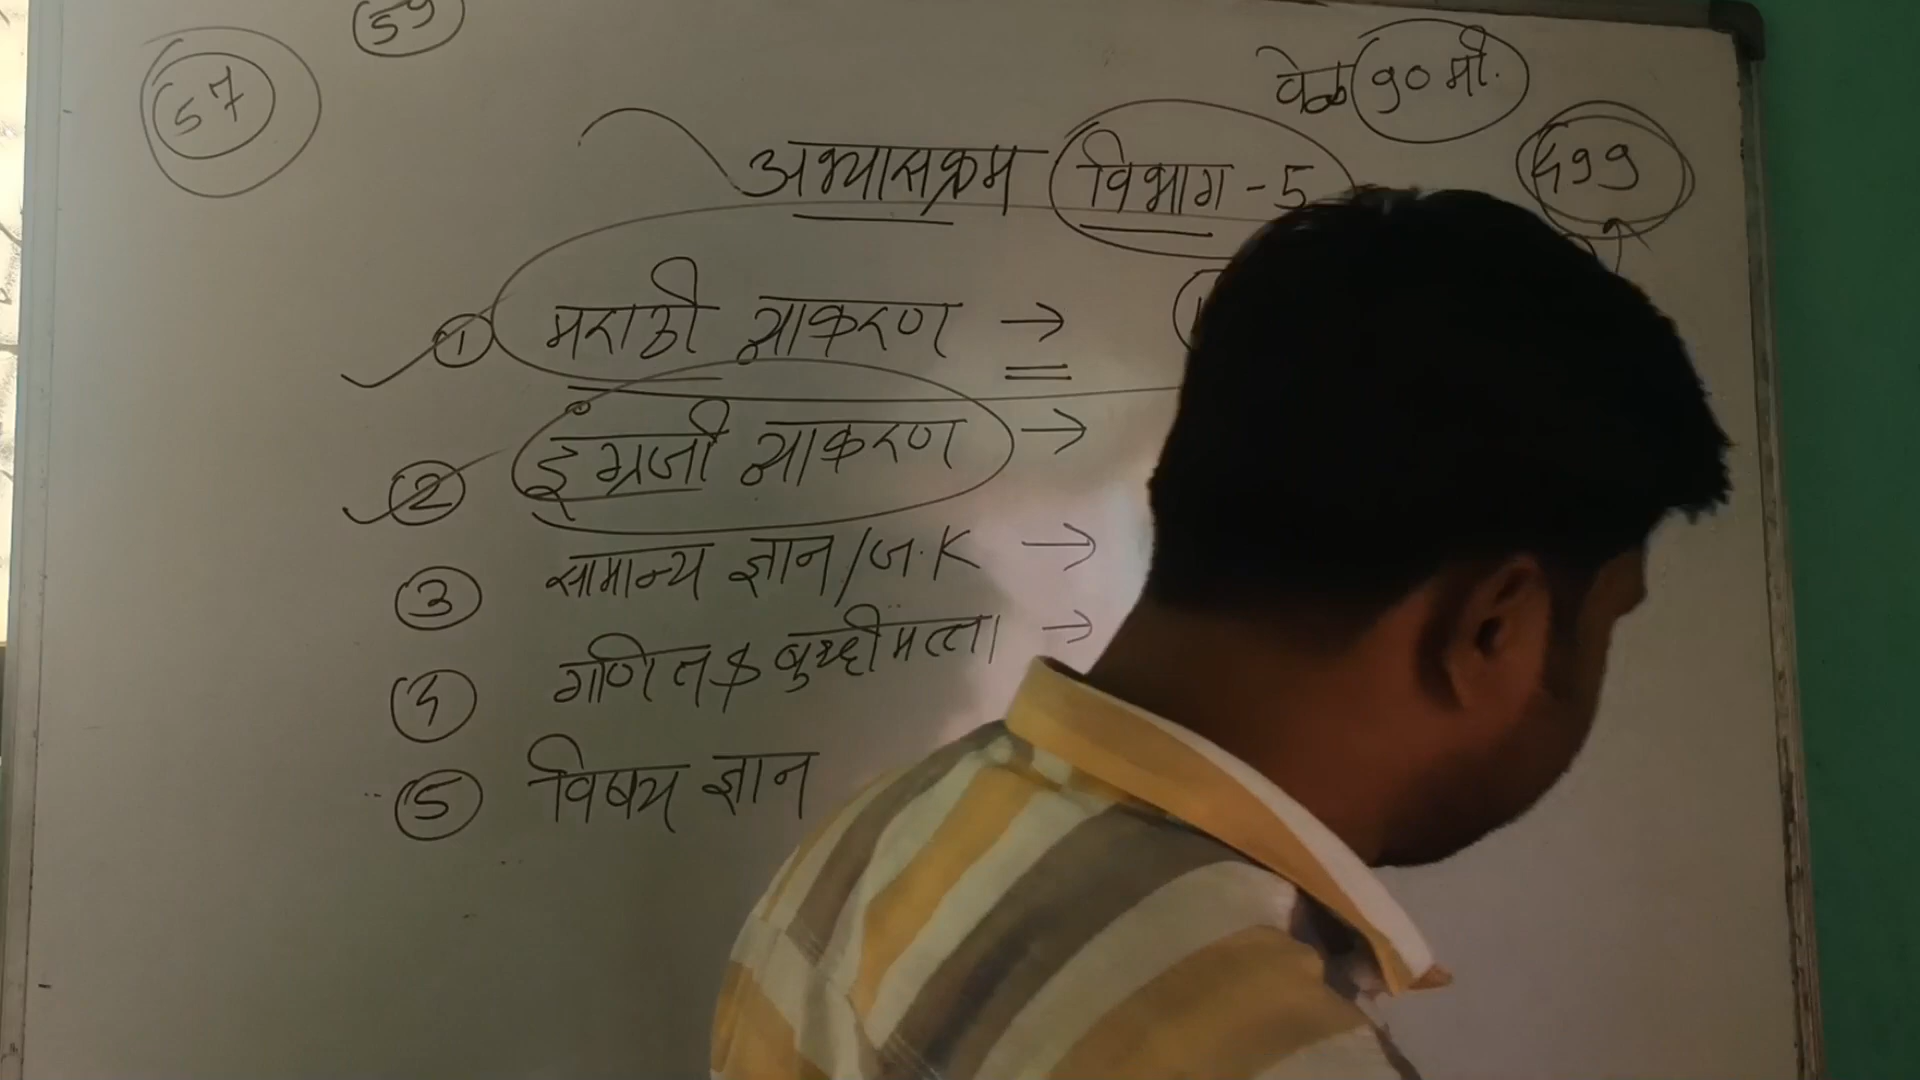 59
57
वेळ 90 मी.
अभ्यासक्रम विभाग - 5
499
① मराठी व्याकरण →
② इंग्रजी व्याकरण →
③ सामान्य ज्ञान / ज.K →
④ गणित & बुध्दीमत्ता →
⑤ विषय ज्ञान